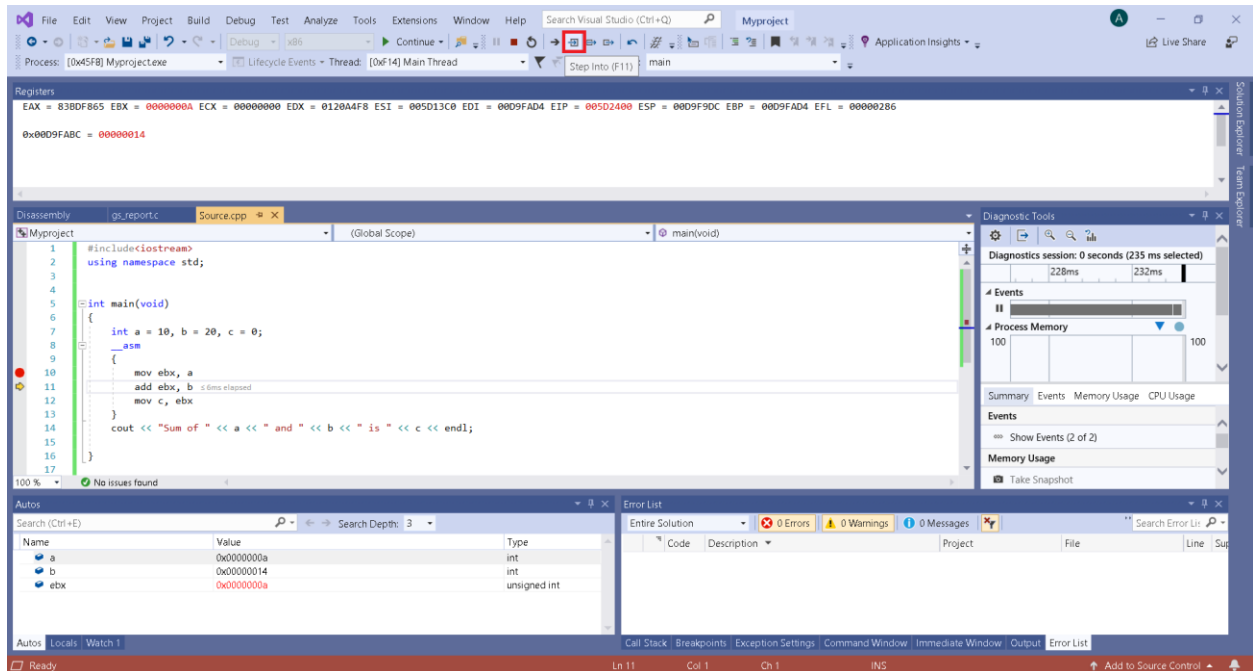 File Edit View Project Build Debug Test Analyze Tools Extensions Window Help Search Visual Studio (Ctrl+Q) Myproject A
Debug x86 Continue Application Insights Live Share
Process: [0x45F8] Myproject.exe Lifecycle Events Thread: [0xF14] Main Thread main
Step Into (F11)
Registers
EAX = 83BDF865 EBX = 0000000A ECX = 00000000 EDX = 0120A4F8 ESI = 005D13C0 EDI = 00D9FAD4 EIP = 005D2400 ESP = 00D9F9DC EBP = 00D9FAD4 EFL = 00000286
0x00D9FABC = 00000014
Solution Explorer
Team Explorer
Disassembly gs_report.c Source.cpp
Myproject (Global Scope) main(void)
1 #include<iostream>
2 using namespace std;
3
4
5 int main(void)
6 {
7 int a = 10, b = 20, c = 0;
8 __asm
9 {
10 mov ebx, a
11 add ebx, b ≤6ms elapsed
12 mov c, ebx
13 }
14 cout << "Sum of " << a << " and " << b << " is " << c << endl;
15
16 }
17
100 % No issues found
Diagnostic Tools
Diagnostics session: 0 seconds (235 ms selected)
228ms 232ms
Events
Process Memory
100 100
Summary Events Memory Usage CPU Usage
Events
Show Events (2 of 2)
Memory Usage
Take Snapshot
Autos
Search (Ctrl+E) Search Depth: 3
Name Value Type
a 0x0000000a int
b 0x00000014 int
ebx 0x0000000a unsigned int
Autos Locals Watch 1
Error List
Entire Solution 0 Errors 0 Warnings 0 Messages Search Error Lis
Code Description Project File Line Sup
Call Stack Breakpoints Exception Settings Command Window Immediate Window Output Error List
Ready Ln 11 Col 1 Ch 1 INS Add to Source Control